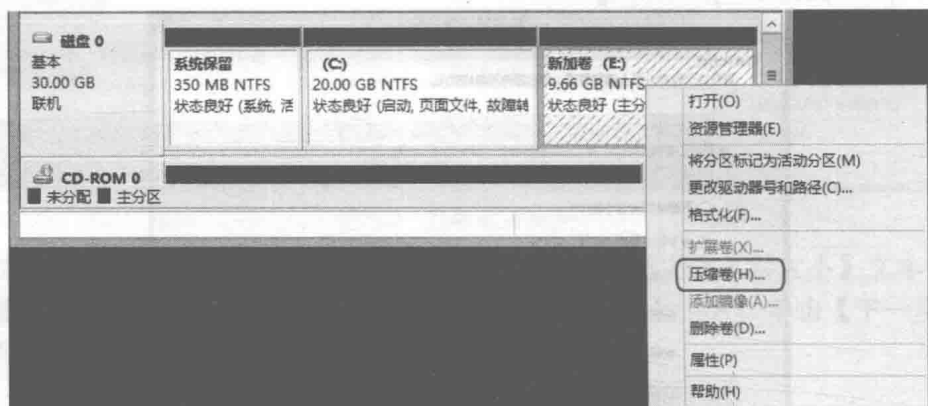 磁盘 0
基本
30.00 GB
联机
系统保留
350 MB NTFS
状态良好 (系统, 活
(C:)
20.00 GB NTFS
状态良好 (启动, 页面文件, 故障转
新加卷 (E:)
9.66 GB NTFS
状态良好 (主分
CD-ROM 0
未分配 主分区
打开(O)
资源管理器(E)
将分区标记为活动分区(M)
更改驱动器号和路径(C)...
格式化(F)...
扩展卷(X)...
压缩卷(H)...
添加镜像(A)...
删除卷(D)...
属性(P)
帮助(H)